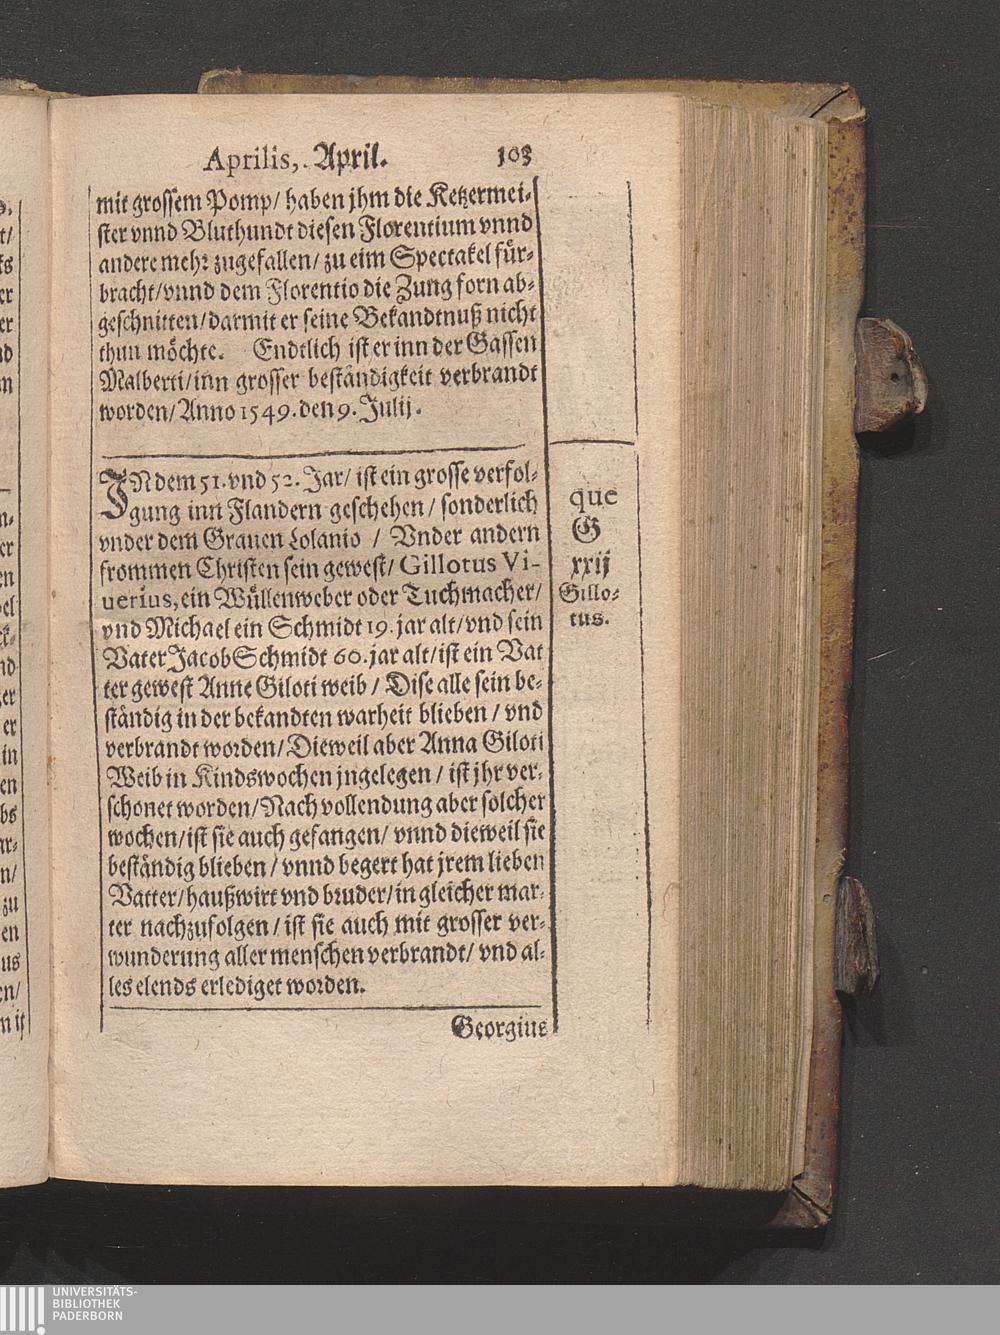 Aprilis, April. 103
mit grossem Pomp/ haben jhm die Ketzermei-
ster vnnd Bluthundt diesen Florentium vnnd
andere mehr zugefallen/ zu eim Spectakel für-
bracht/ vnnd dem Florentio die Zung forn ab-
geschnitten/ darmit er seine Bekandtnuß nicht
thun möchte. Endtlich ist er inn der Gassen
Malberti/ inn grosser beständigkeit verbrandt
worden/ Anno 1549. den 9. Julij.
JN dem 51. vnd 52. Jar/ ist ein grosse verfol-
gung inn Flandern geschehen/ sonderlich
vnder dem Grauen Lolanio / Vnder andern
frommen Christen sein gewest/ Gillotus Vi-
uerius, ein Wüllenweber oder Tuchmacher/
vnd Michael ein Schmidt 19. jar alt/ vnd sein
Vater Jacob Schmidt 60. jar alt/ ist ein Vat
ter gewest Anne Giloti weib / Dise alle sein be-
ständig in der bekandten warheit blieben / vnd
verbrandt worden/ Dieweil aber Anna Giloti
Weib in Kindswochen jngelegen / ist jhr ver-
schonet worden/ Nach vollendung aber solcher
wochen/ ist sie auch gefangen/ vnnd dieweil sie
beständig blieben / vnnd begert hat jrem lieben
Vatter/ haußwirt vnd bruder/ in gleicher mar-
ter nachzufolgen / ist sie auch mit grosser ver-
wunderung aller menschen verbrandt/ vnd al-
les elends erlediget worden.
Georgius
que
G
xxij
Gillo-
tus.
UNIVERSITÄTS-
BIBLIOTHEK
PADERBORN